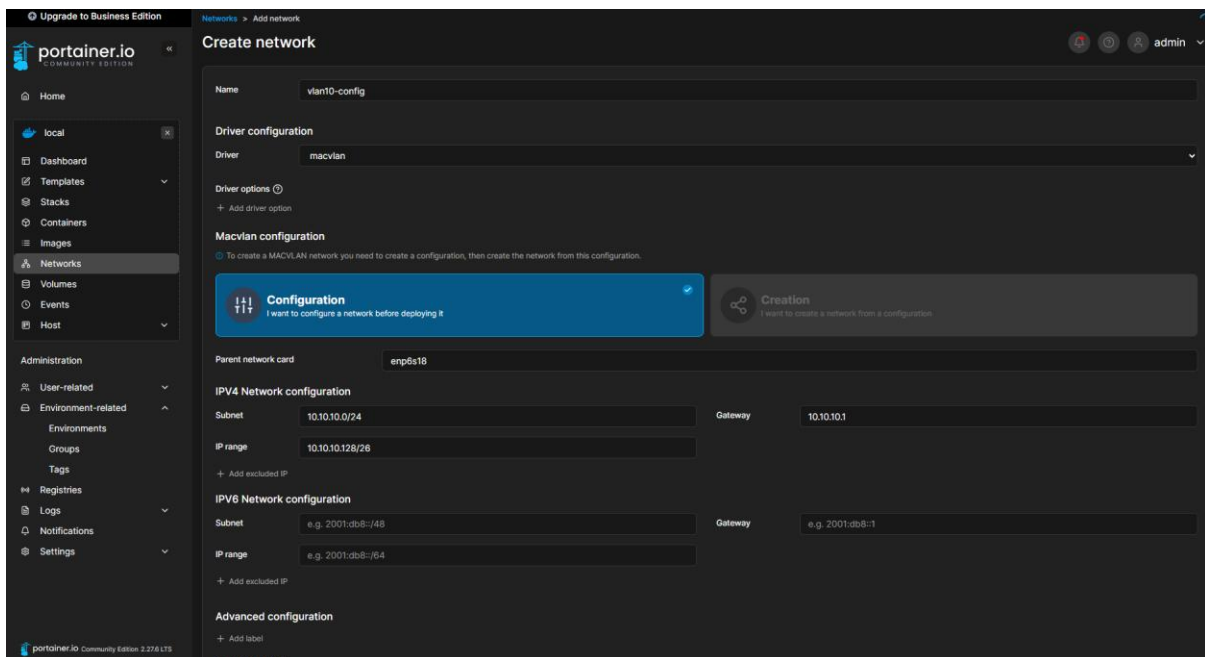 Upgrade to Business Edition
portainer.io
COMMUNITY EDITION
Home
local
Dashboard
Templates
Stacks
Containers
Images
Networks
Volumes
Events
Host
Administration
User-related
Environment-related
Environments
Groups
Tags
Registries
Logs
Notifications
Settings
portainer.io Community Edition 2.27.6 LTS
Networks > Add network
Create network
admin
Name vlan10-config
Driver configuration
Driver macvlan
Driver options
+ Add driver option
Macvlan configuration
To create a MACVLAN network you need to create a configuration, then create the network from this configuration.
Configuration
I want to configure a network before deploying it
Creation
I want to create a network from a configuration
Parent network card enp6s18
IPV4 Network configuration
Subnet 10.10.10.0/24 Gateway 10.10.10.1
IP range 10.10.10.128/26
+ Add excluded IP
IPV6 Network configuration
Subnet e.g. 2001:db8::/48 Gateway e.g. 2001:db8::1
IP range e.g. 2001:db8::/64
+ Add excluded IP
Advanced configuration
+ Add label